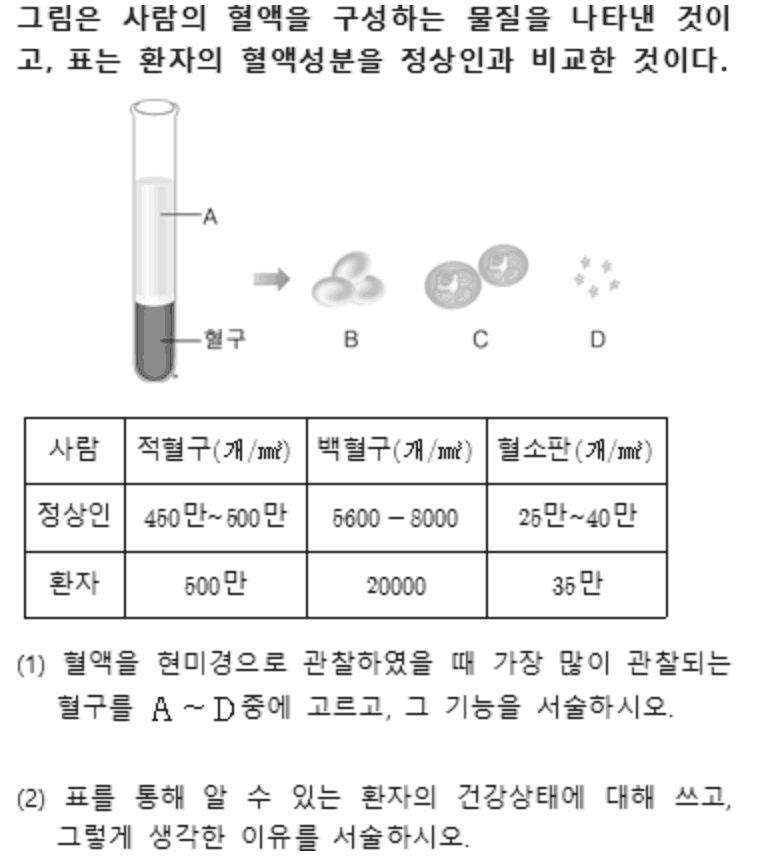 그림은 사람의 혈액을 구성하는 물질을 나타낸 것이
고, 표는 환자의 혈액성분을 정상인과 비교한 것이다.
A
혈구
B C D
사람 적혈구(개/㎣) 백혈구(개/㎣) 혈소판(개/㎣)
정상인 450만~500만 5600 − 8000 25만~40만
환자 500만 20000 35만
(1) 혈액을 현미경으로 관찰하였을 때 가장 많이 관찰되는
혈구를 A ~ D중에 고르고, 그 기능을 서술하시오.
(2) 표를 통해 알 수 있는 환자의 건강상태에 대해 쓰고,
그렇게 생각한 이유를 서술하시오.